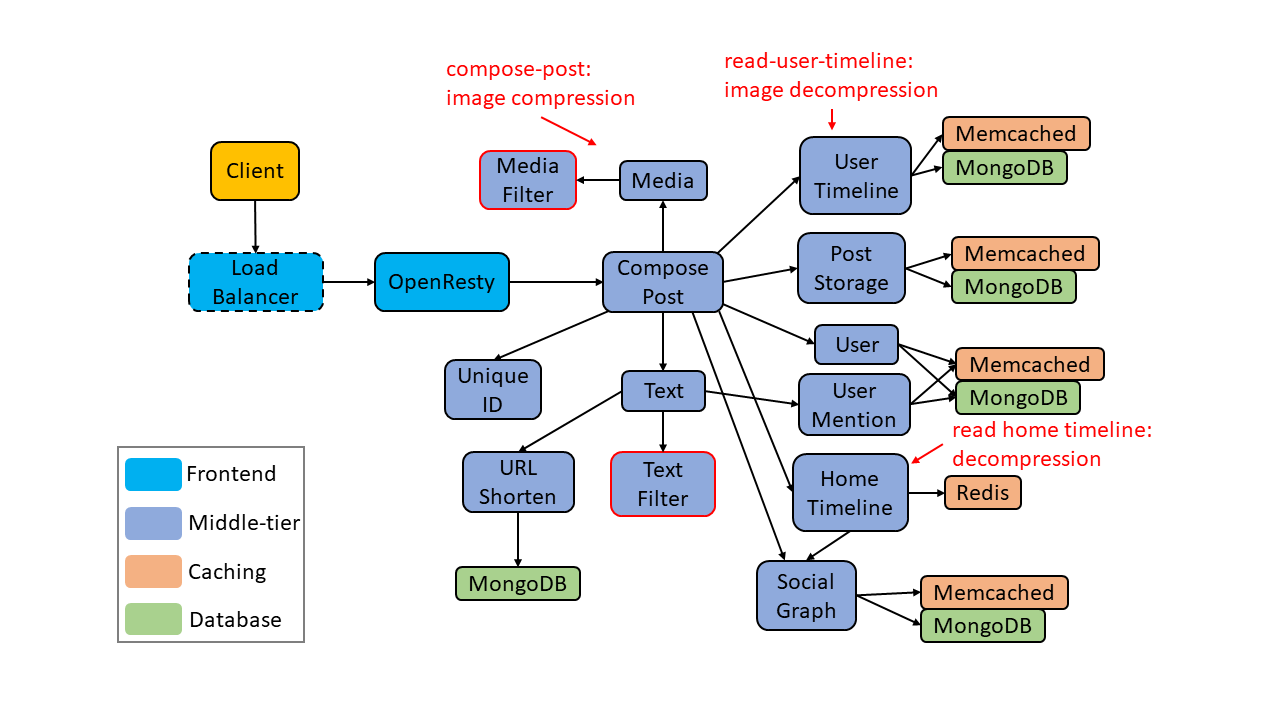 compose-post:
image compression
read-user-timeline:
image decompression
Client
Media
Filter
Media
User
Timeline
Memcached
MongoDB
Load
Balancer
OpenResty
Compose
Post
Post
Storage
Memcached
MongoDB
User
Memcached
MongoDB
Unique
ID
Text
User
Mention
read home timeline:
decompression
URL
Shorten
Text
Filter
Home
Timeline
Redis
MongoDB
Social
Graph
Memcached
MongoDB
Frontend
Middle-tier
Caching
Database